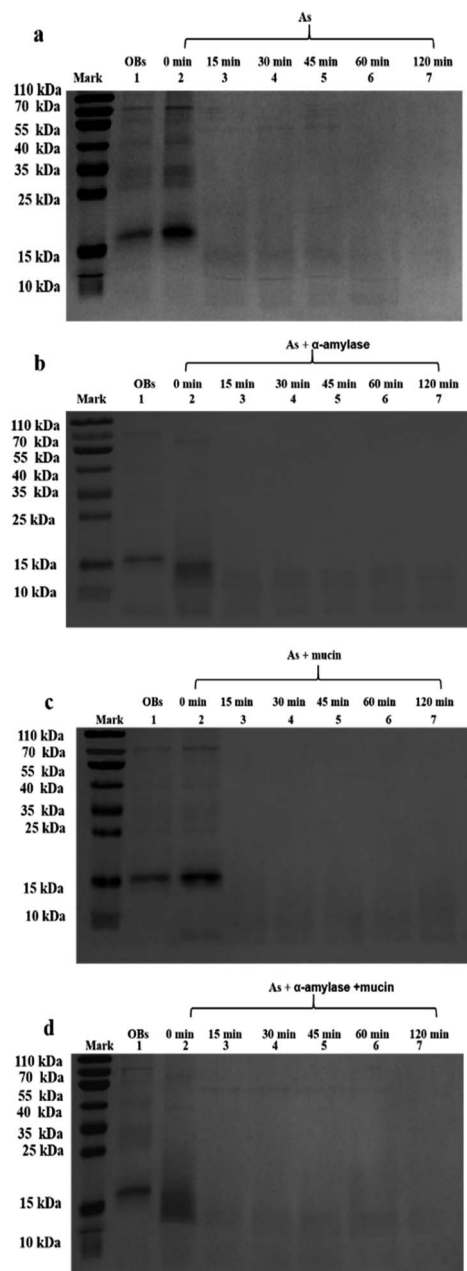 As
a
OBs 0 min 15 min 30 min 45 min 60 min 120 min
Mark 1 2 3 4 5 6 7
110 kDa
70 kDa
55 kDa
40 kDa
35 kDa
25 kDa
15 kDa
10 kDa
As + α-amylase
b
OBs 0 min 15 min 30 min 45 min 60 min 120 min
Mark 1 2 3 4 5 6 7
110 kDa
70 kDa
55 kDa
40 kDa
35 kDa
25 kDa
15 kDa
10 kDa
As + mucin
c
OBs 0 min 15 min 30 min 45 min 60 min 120 min
Mark 1 2 3 4 5 6 7
110 kDa
70 kDa
55 kDa
40 kDa
35 kDa
25 kDa
15 kDa
10 kDa
As + α-amylase +mucin
d
OBs 0 min 15 min 30 min 45 min 60 min 120 min
Mark 1 2 3 4 5 6 7
110 kDa
70 kDa
55 kDa
40 kDa
35 kDa
25 kDa
15 kDa
10 kDa